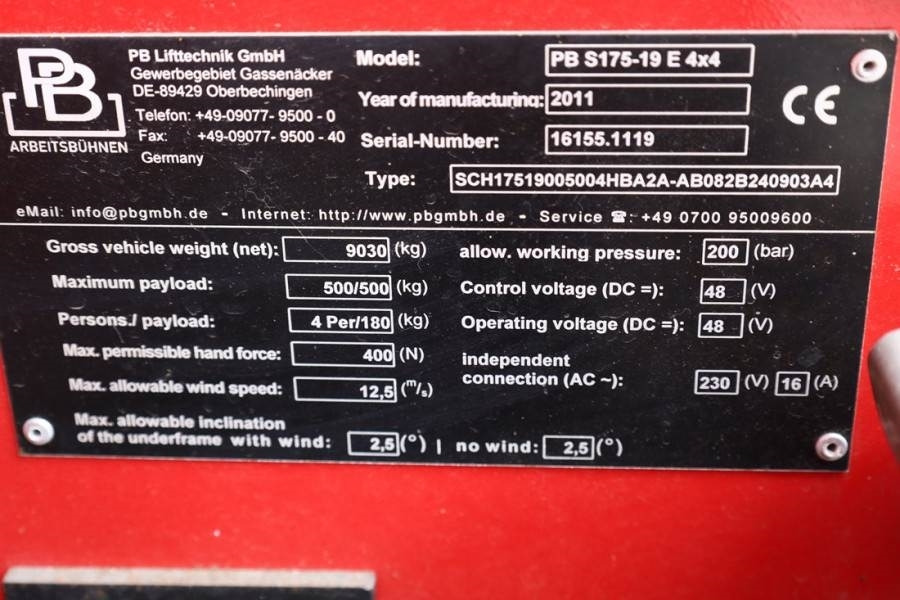 PB
ARBEITSBÜHNEN
PB Lifttechnik GmbH
Gewerbegebiet Gassenäcker
DE-89429 Oberbechingen
Telefon: +49-09077- 9500 - 0
Fax: +49-09077- 9500 - 40
Germany
Model: PB S175-19 E 4x4
Year of manufacturing: 2011
Serial-Number: 16155.1119
Type: SCH17519005004HBA2A-AB082B240903A4
CE
eMail: info@pbgmbh.de - Internet: http://www.pbgmbh.de - Service ☎: +49 0700 95009600
Gross vehicle weight (net): 9030 (kg)
Maximum payload: 500/500 (kg)
Persons./ payload: 4 Per/180 (kg)
Max. permissible hand force: 400 (N)
Max. allowable wind speed: 12,5 (m/s)
Max. allowable inclination
of the underframe with wind: 2,5 (°) | no wind: 2,5 (°)
allow. working pressure: 200 (bar)
Control voltage (DC =): 48 (V)
Operating voltage (DC =): 48 (V)
independent
connection (AC ~): 230 (V) 16 (A)